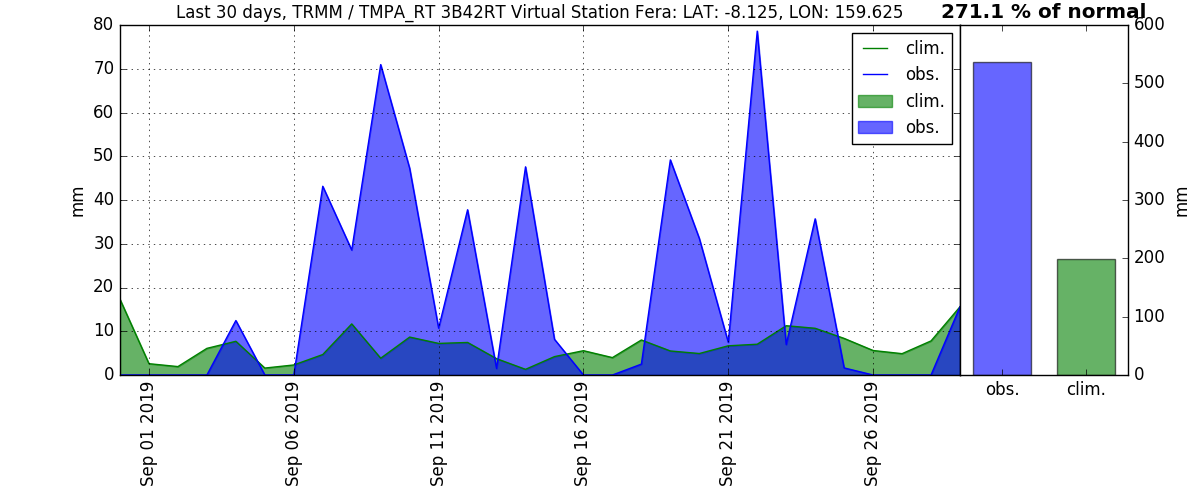 Last 30 days, TRMM / TMPA_RT 3B42RT Virtual Station Fera: LAT: -8.125, LON: 159.625
271.1 % of normal
80
70
60
50
40
30
20
10
0
mm
clim.
obs.
clim.
obs.
600
500
400
300
200
100
0
mm
Sep 01 2019
Sep 06 2019
Sep 11 2019
Sep 16 2019
Sep 21 2019
Sep 26 2019
obs.
clim.